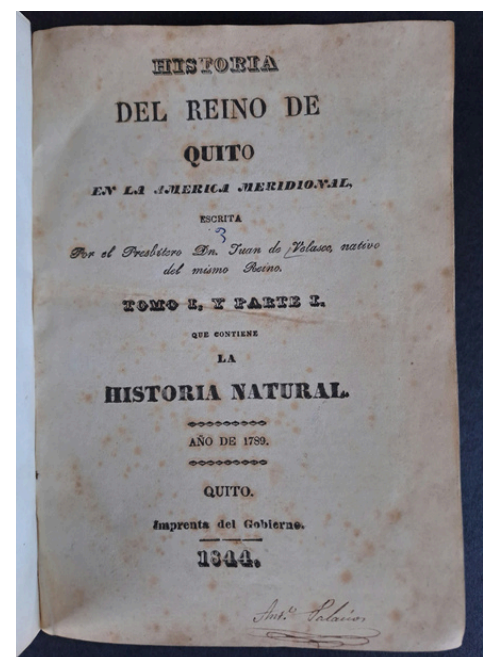 HISTORIA
DEL REINO DE
QUITO
EN LA AMERICA MERIDIONAL,
ESCRITA
3
Por el Presbítero Dn. Juan de Velasco, nativo
del mismo Reino.
TOMO I, Y PARTE I.
QUE CONTIENE
LA
HISTORIA NATURAL.
AÑO DE 1789.
QUITO.
Imprenta del Gobierno.
1844.
Ant.º Palacios